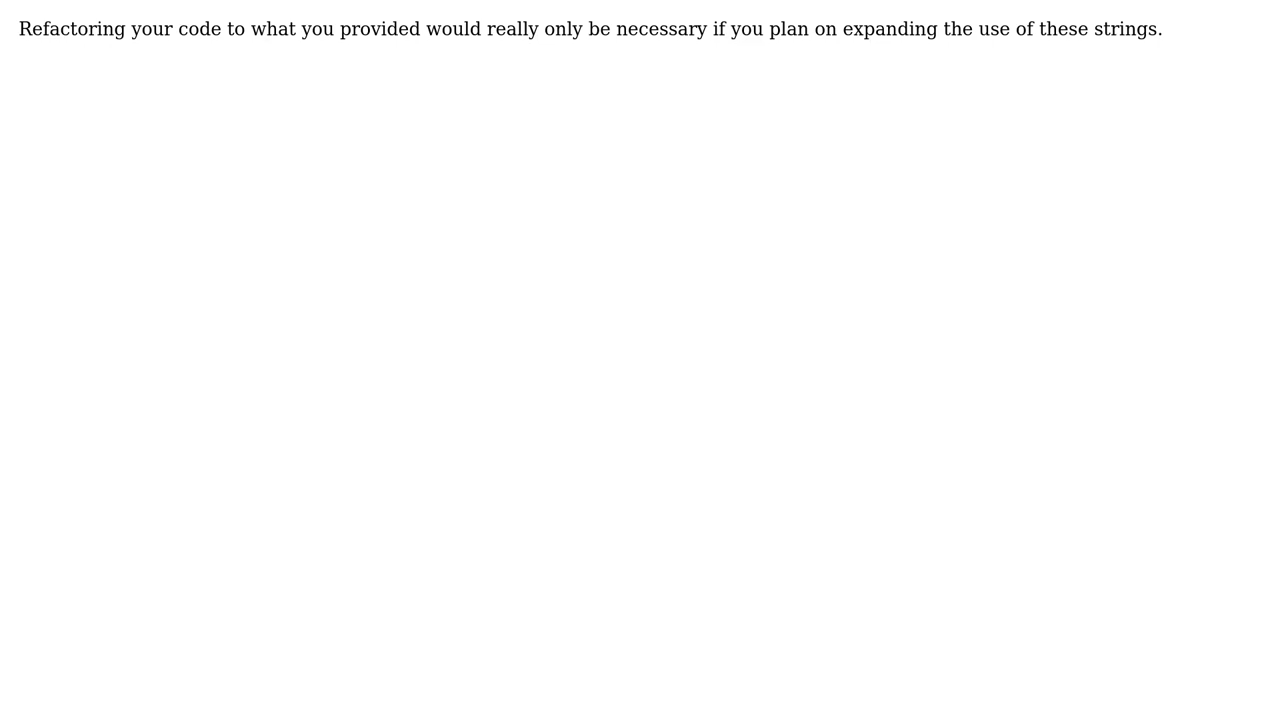 Refactoring your code to what you provided would really only be necessary if you plan on expanding the use of these strings.